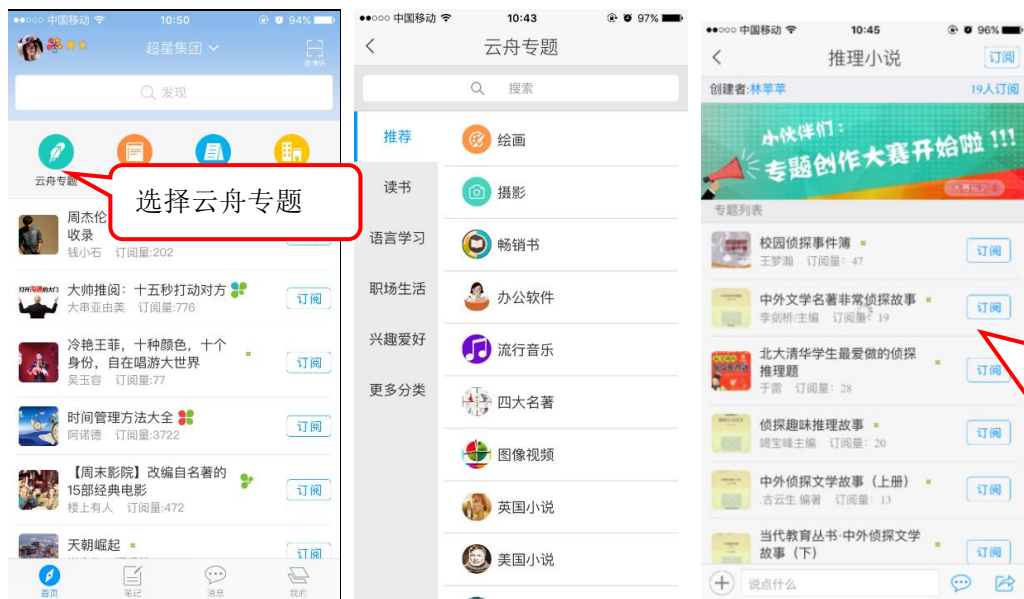 中国移动
10:50
94%
超星集团
邀请码
发现
云舟专题
选择云舟专题
周杰伦
收录
钱小石 订阅量:202
大帅推阅：十五秒打动对方
大串亚由美 订阅量:776
订阅
冷艳王菲，十种颜色，十个
身份，自在唱游大世界
吴玉容 订阅量:77
订阅
时间管理方法大全
阿诺德 订阅量:3722
订阅
【周末影院】改编自名著的
15部经典电影
楼上有人 订阅量:472
订阅
天朝崛起
订阅
首页
笔记
消息
我的
中国移动
10:43
97%
云舟专题
搜索
推荐
读书
语言学习
职场生活
兴趣爱好
更多分类
绘画
摄影
畅销书
办公软件
流行音乐
四大名著
图像视频
英国小说
美国小说
中国移动
10:45
96%
推理小说
订阅
创建者:林苹苹
19人订阅
小伙伴们：
专题创作大赛开始啦!!!
大赛规则
专题列表
校园侦探事件簿
王梦瀚 订阅量: 47
订阅
中外文学名著非常侦探故事
李剑桥/主编 订阅量: 19
订阅
北大清华学生最爱做的侦探
推理题
于雷 订阅量: 28
订阅
侦探趣味推理故事
竭宝峰主编 订阅量: 20
订阅
中外侦探文学故事（上册）
.古云生 编著 订阅量: 13
订阅
当代教育丛书·中外侦探文学
故事（下）
订阅
说点什么